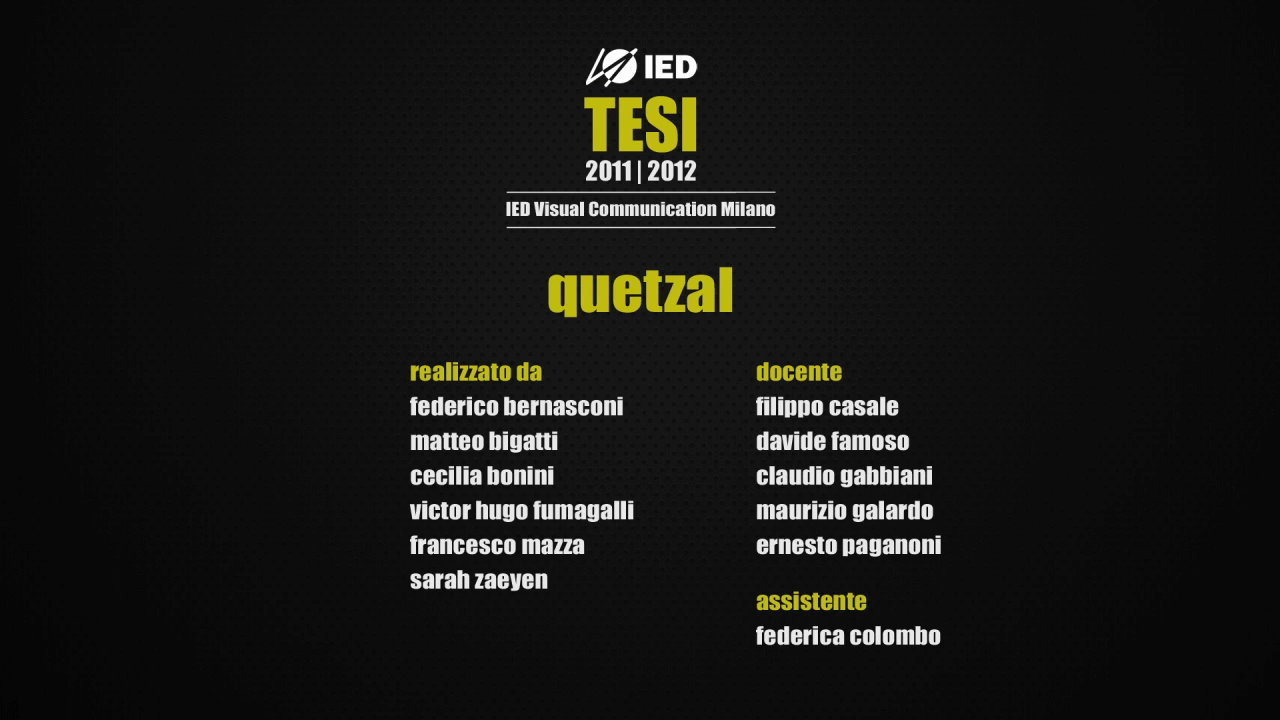 IED
TESI
2011 | 2012
IED Visual Communication Milano
quetzal
realizzato da
federico bernasconi
matteo bigatti
cecilia bonini
victor hugo fumagalli
francesco mazza
sarah zaeyen
docente
filippo casale
davide famoso
claudio gabbiani
maurizio galardo
ernesto paganoni
assistente
federica colombo